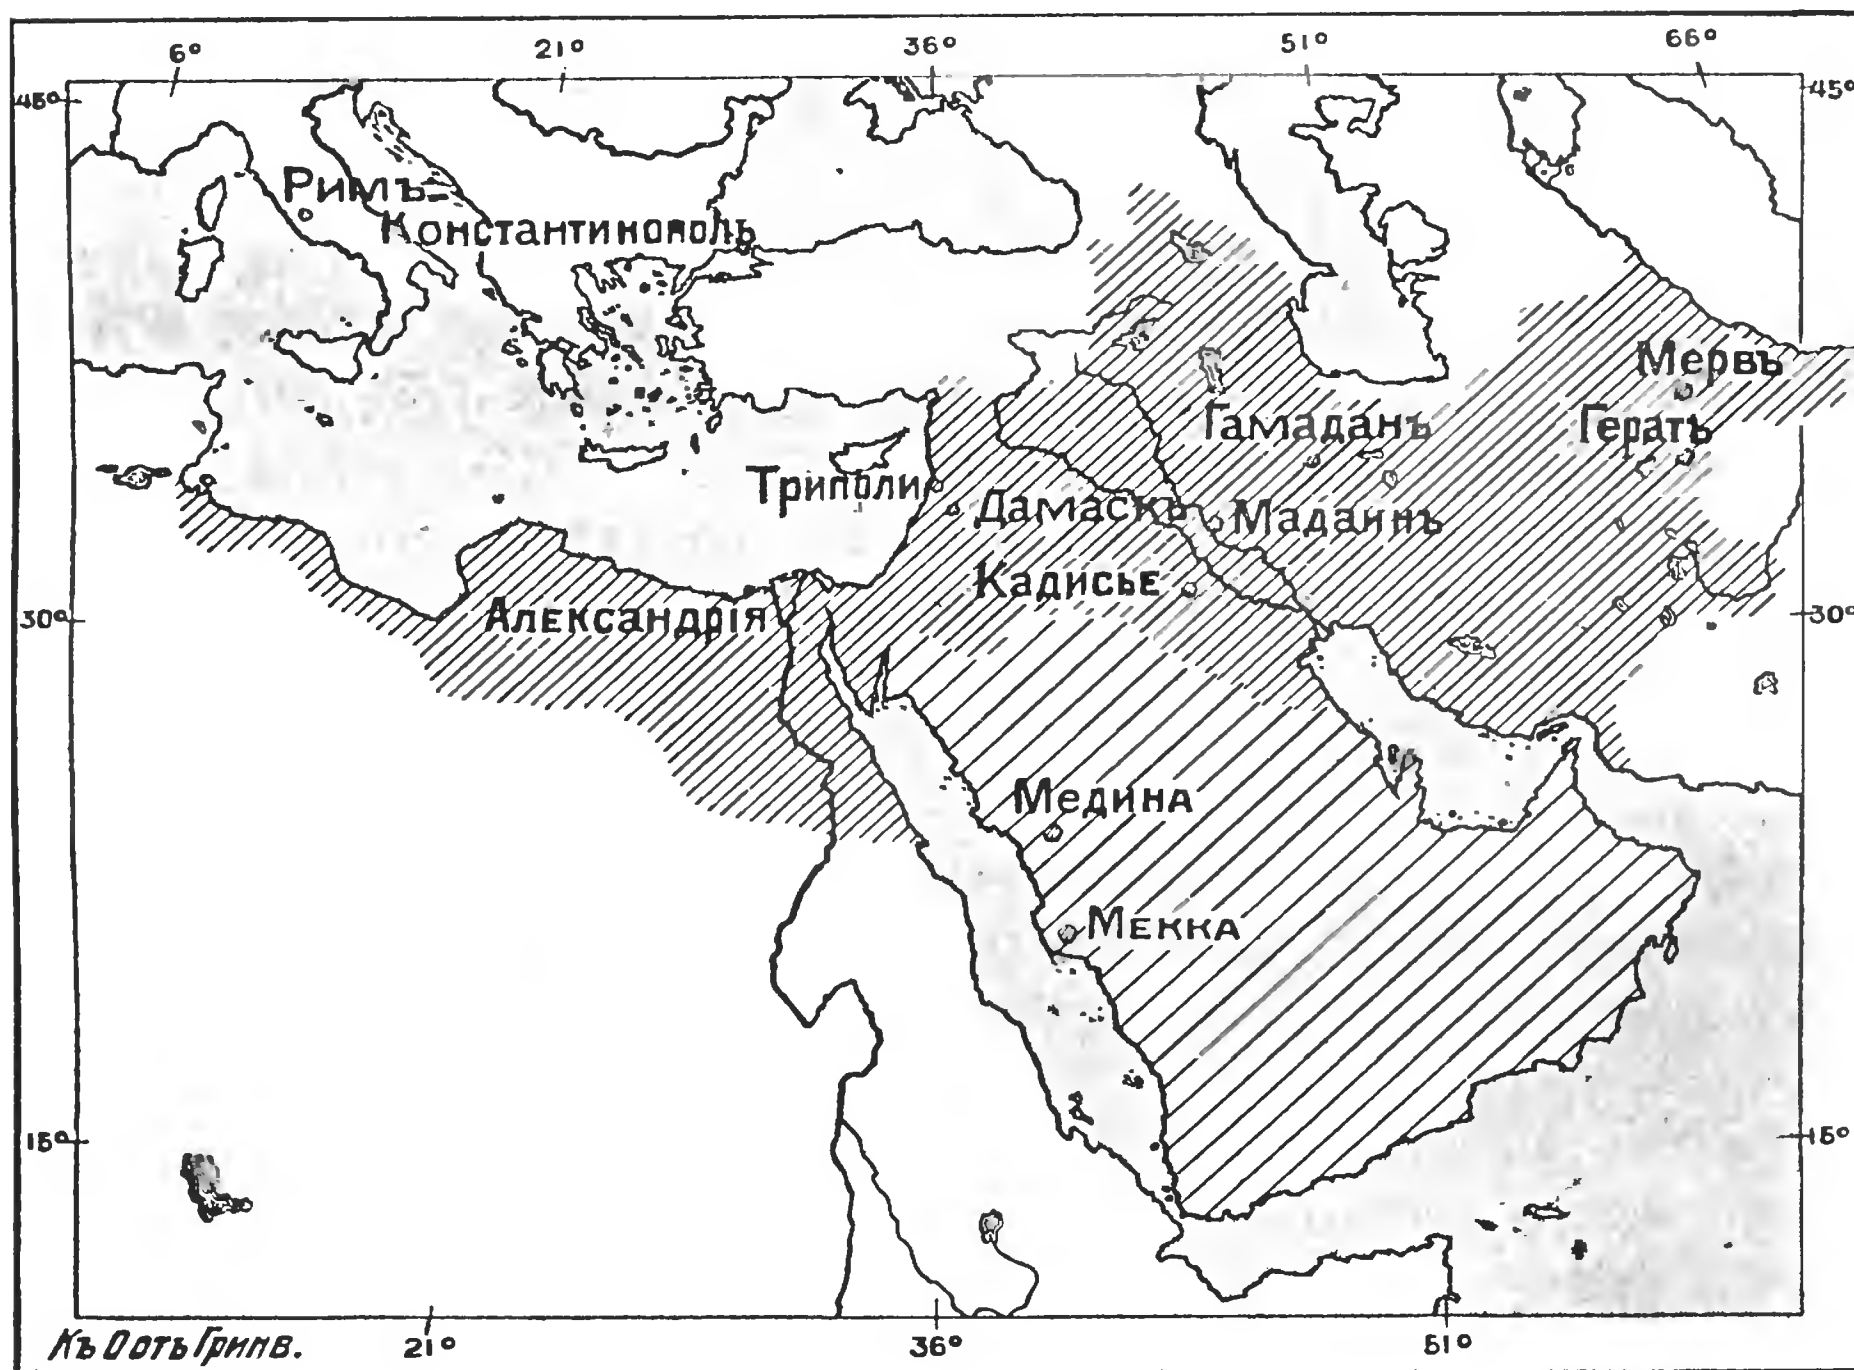 6° 21° 36° 51° 66°
45° 45°
Римъ
Константинополь
Мервъ
Гамаданъ
Гератъ
Триполи
Дамаскъ
Мадаинъ
Кадисье
30° 30°
Александрія
Медина
Мекка
15° 15°
Къ О отъ Гринв. 21° 36° 51°